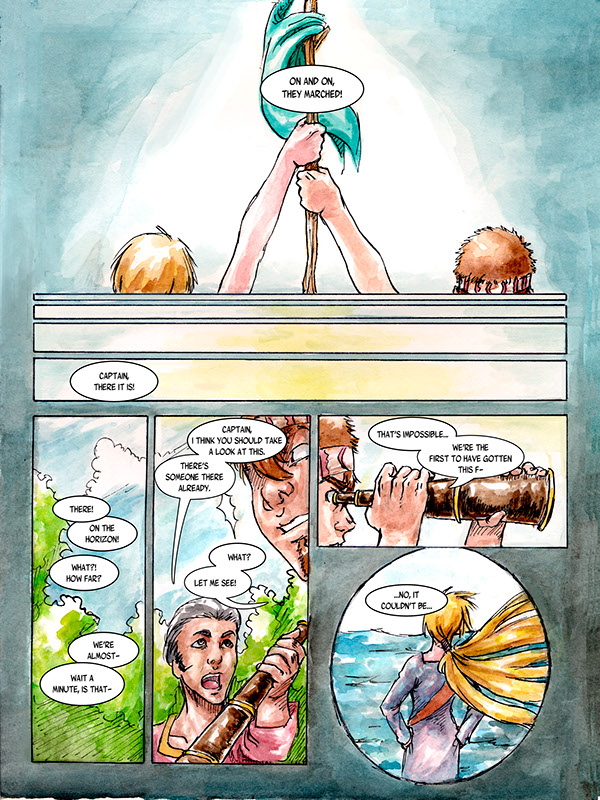 ON AND ON,
THEY MARCHED!
CAPTAIN,
THERE IT IS!
THERE!
ON THE
HORIZON!
WHAT?!
HOW FAR?
WE'RE
ALMOST-
WAIT A
MINUTE, IS THAT-
CAPTAIN,
I THINK YOU SHOULD TAKE
A LOOK AT THIS.
THERE'S
SOMEONE THERE
ALREADY.
WHAT?
LET ME SEE!
THAT'S IMPOSSIBLE...
WE'RE THE
FIRST TO HAVE GOTTEN
THIS F-
...NO, IT
COULDN'T BE...